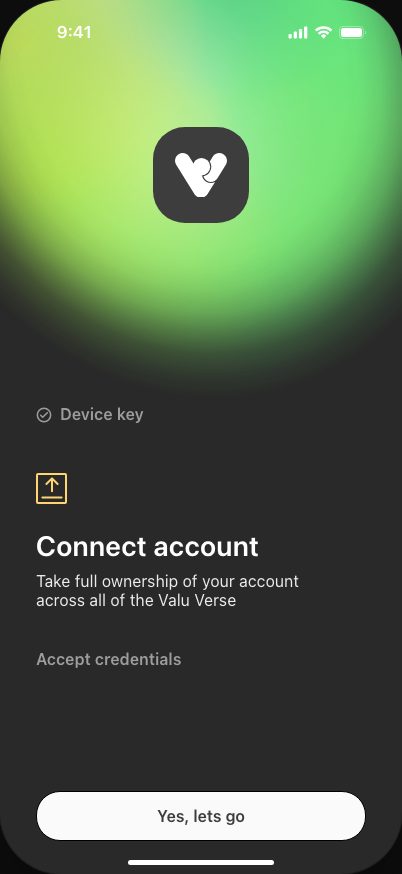 9:41
Device key
Connect account
Take full ownership of your account
across all of the Valu Verse
Accept credentials
Yes, lets go